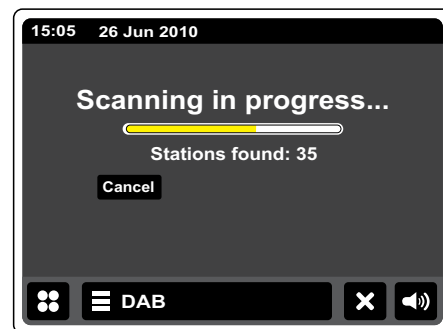 15:05 26 Jun 2010
Scanning in progress...
Stations found: 35
Cancel
DAB